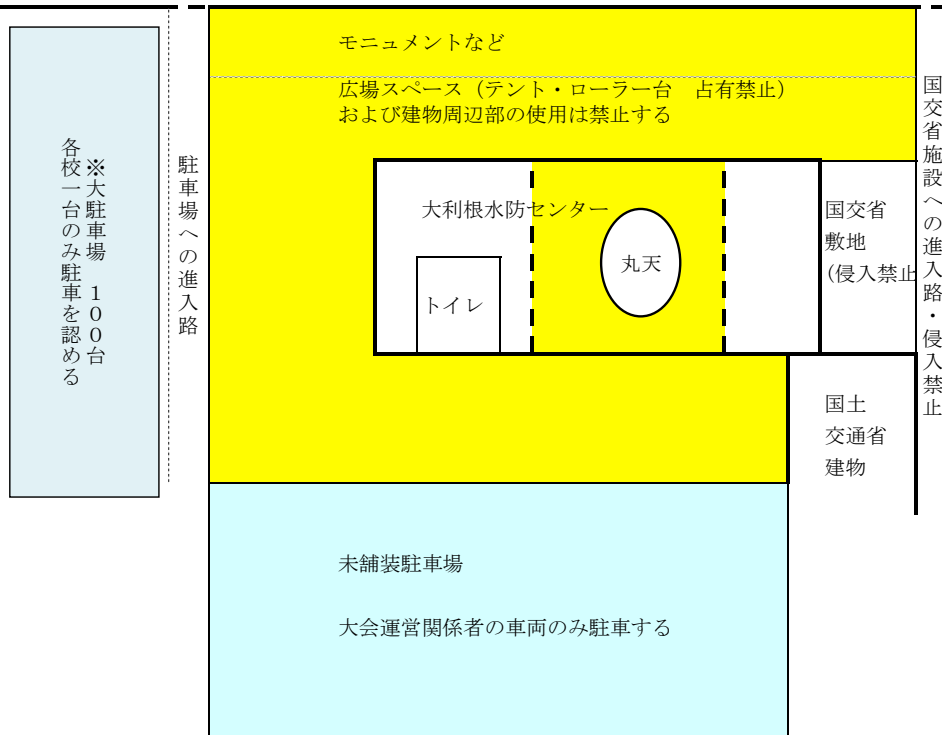 モニュメントなど
広場スペース（テント・ローラー台　占有禁止）
および建物周辺部の使用は禁止する
※大駐車場　１００台
各校一台のみ駐車を認める
駐車場への進入路
大利根水防センター
丸天
トイレ
国交省
敷地
（侵入禁止
国交省施設への進入路・侵入禁止
国土
交通省
建物
未舗装駐車場
大会運営関係者の車両のみ駐車する